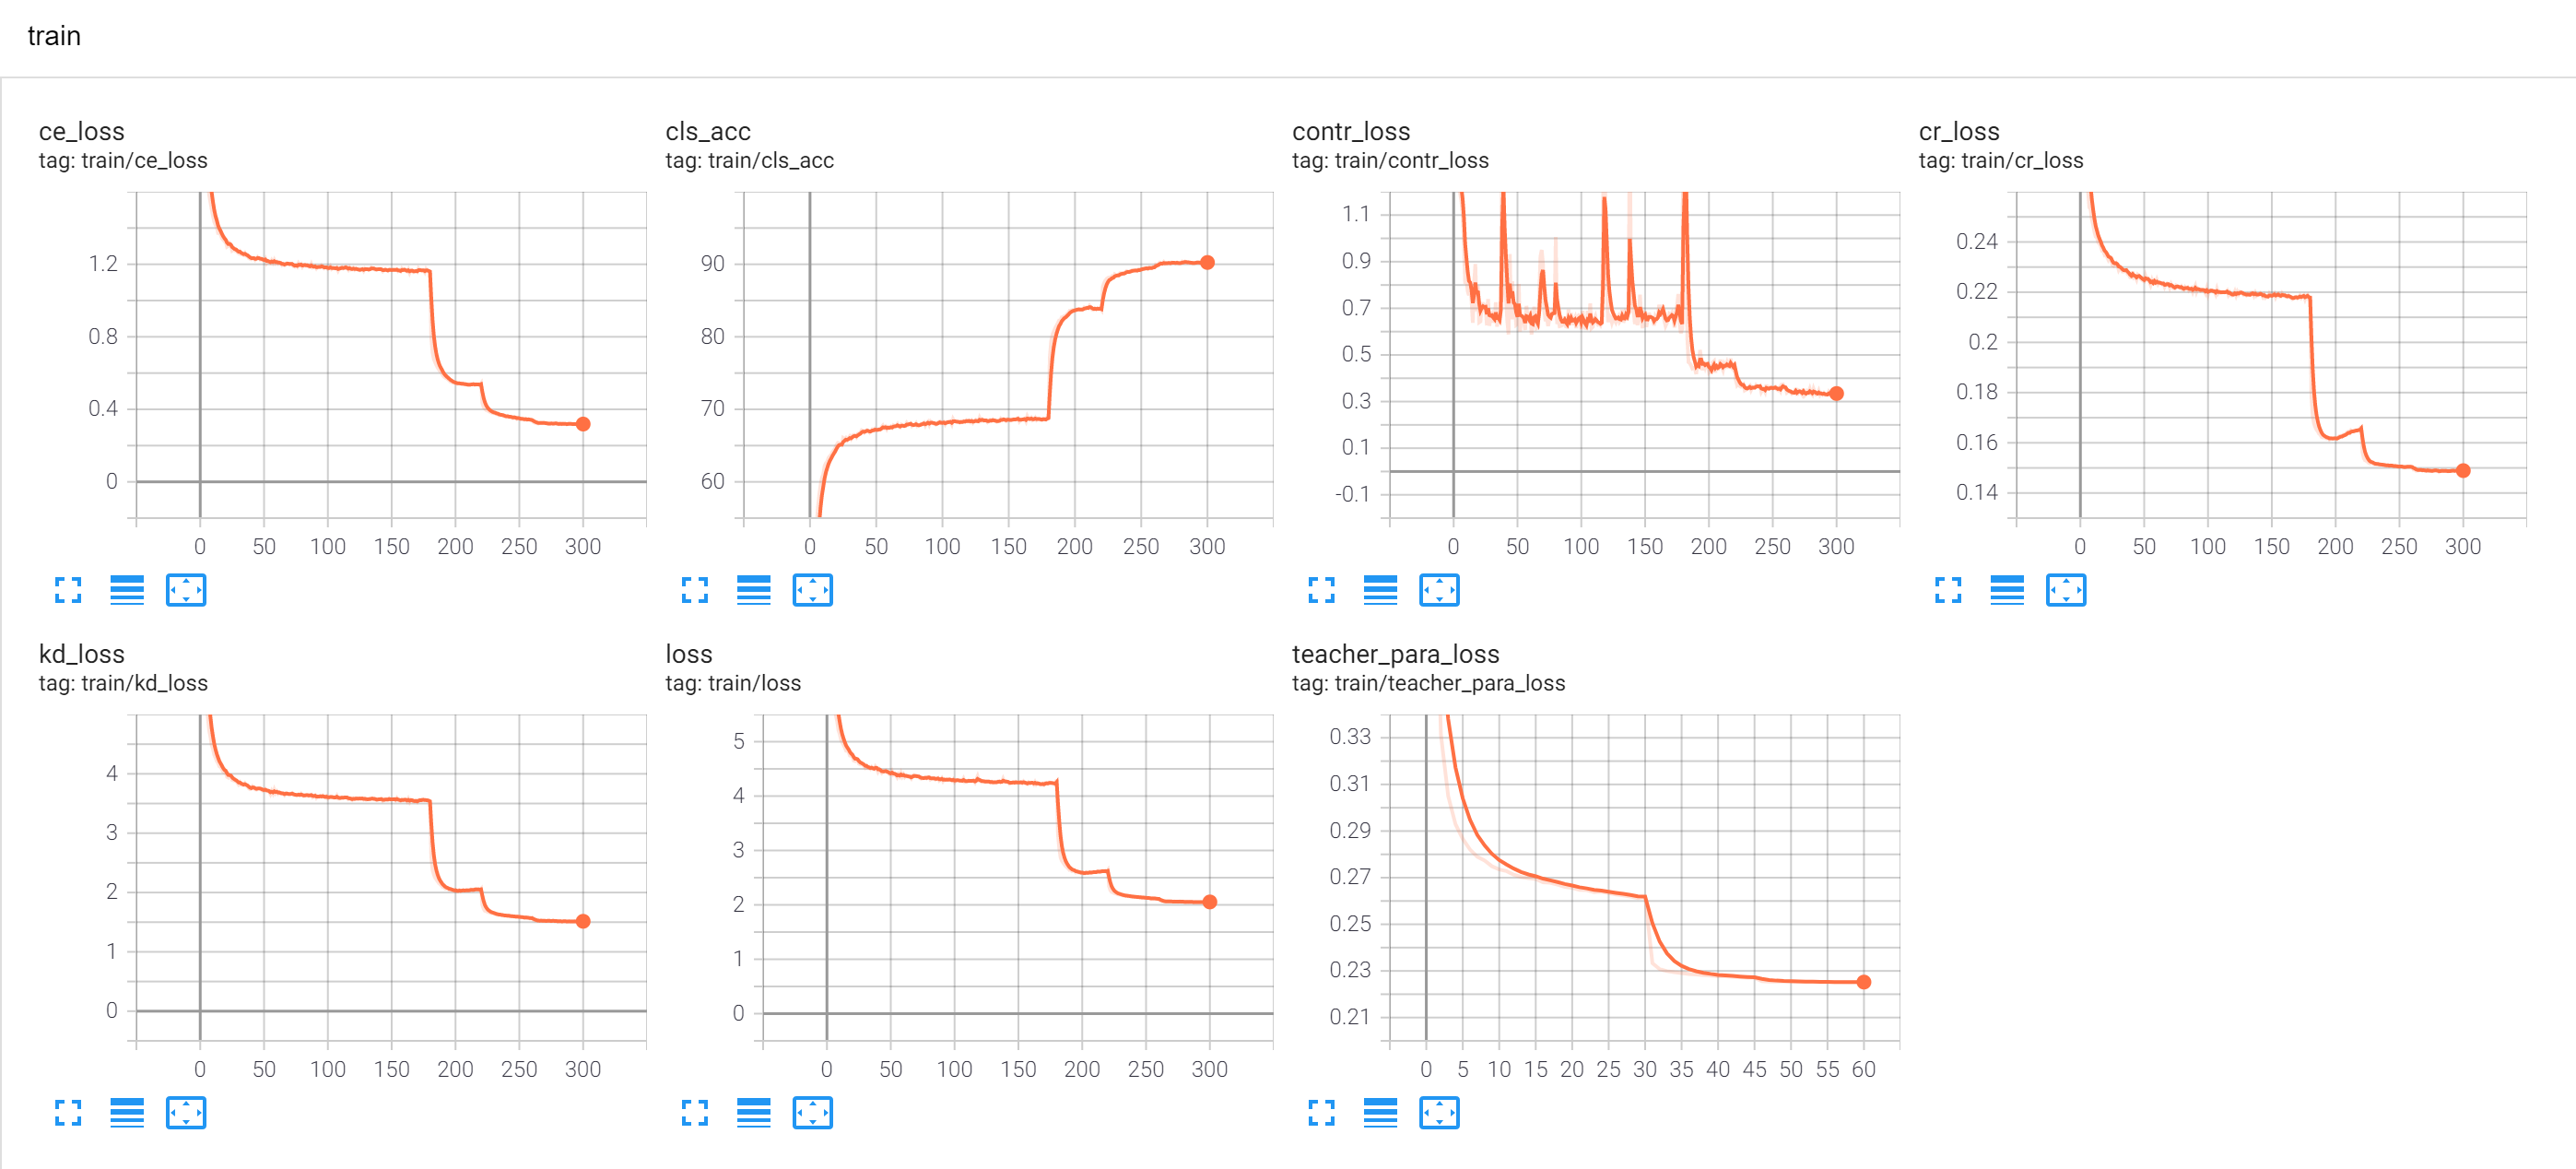 train
ce_loss
tag: train/ce_loss
1.2
0.8
0.4
0
0 50 100 150 200 250 300
cls_acc
tag: train/cls_acc
90
80
70
60
0 50 100 150 200 250 300
contr_loss
tag: train/contr_loss
1.1
0.9
0.7
0.5
0.3
0.1
-0.1
0 50 100 150 200 250 300
cr_loss
tag: train/cr_loss
0.24
0.22
0.2
0.18
0.16
0.14
0 50 100 150 200 250 300
kd_loss
tag: train/kd_loss
4
3
2
1
0
0 50 100 150 200 250 300
loss
tag: train/loss
5
4
3
2
1
0
0 50 100 150 200 250 300
teacher_para_loss
tag: train/teacher_para_loss
0.33
0.31
0.29
0.27
0.25
0.23
0.21
0 5 10 15 20 25 30 35 40 45 50 55 60